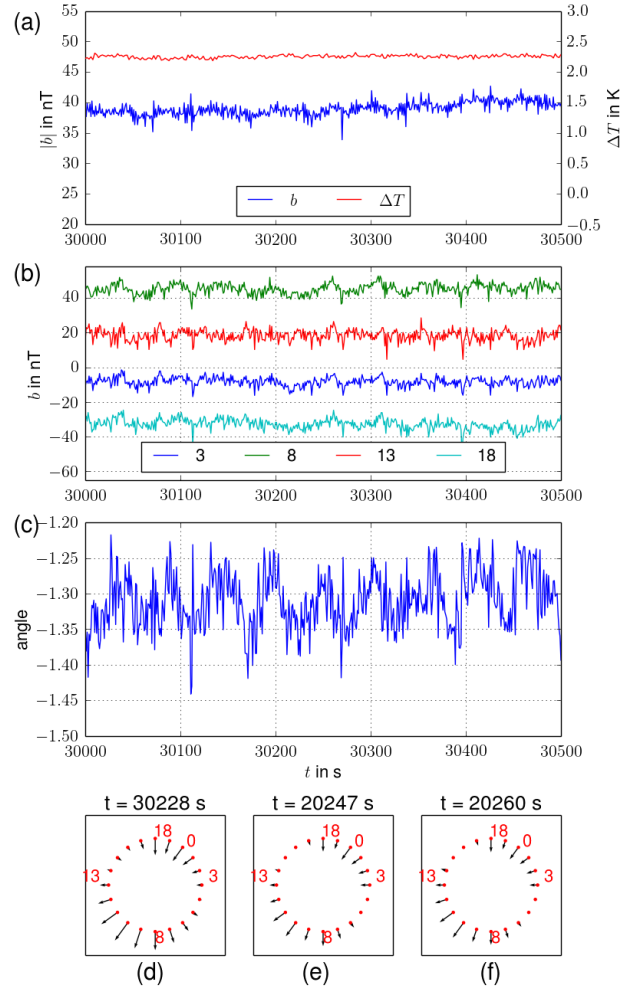 (a)
55
50
45
40
35
30
25
20
|b| in nT
3.0
2.5
2.0
1.5
1.0
0.5
0.0
−0.5
ΔT in K
b ΔT
30000 30100 30200 30300 30400 30500
(b)
40
20
0
−20
−40
−60
b in nT
3 8 13 18
30000 30100 30200 30300 30400 30500
(c)
−1.20
−1.25
−1.30
−1.35
−1.40
−1.45
−1.50
angle
30000 30100 30200 30300 30400 30500
t in s
t = 30228 s t = 20247 s t = 20260 s
18 0 3 8 13
18 0 3 8 13
18 0 3 8 13
(d) (e) (f)